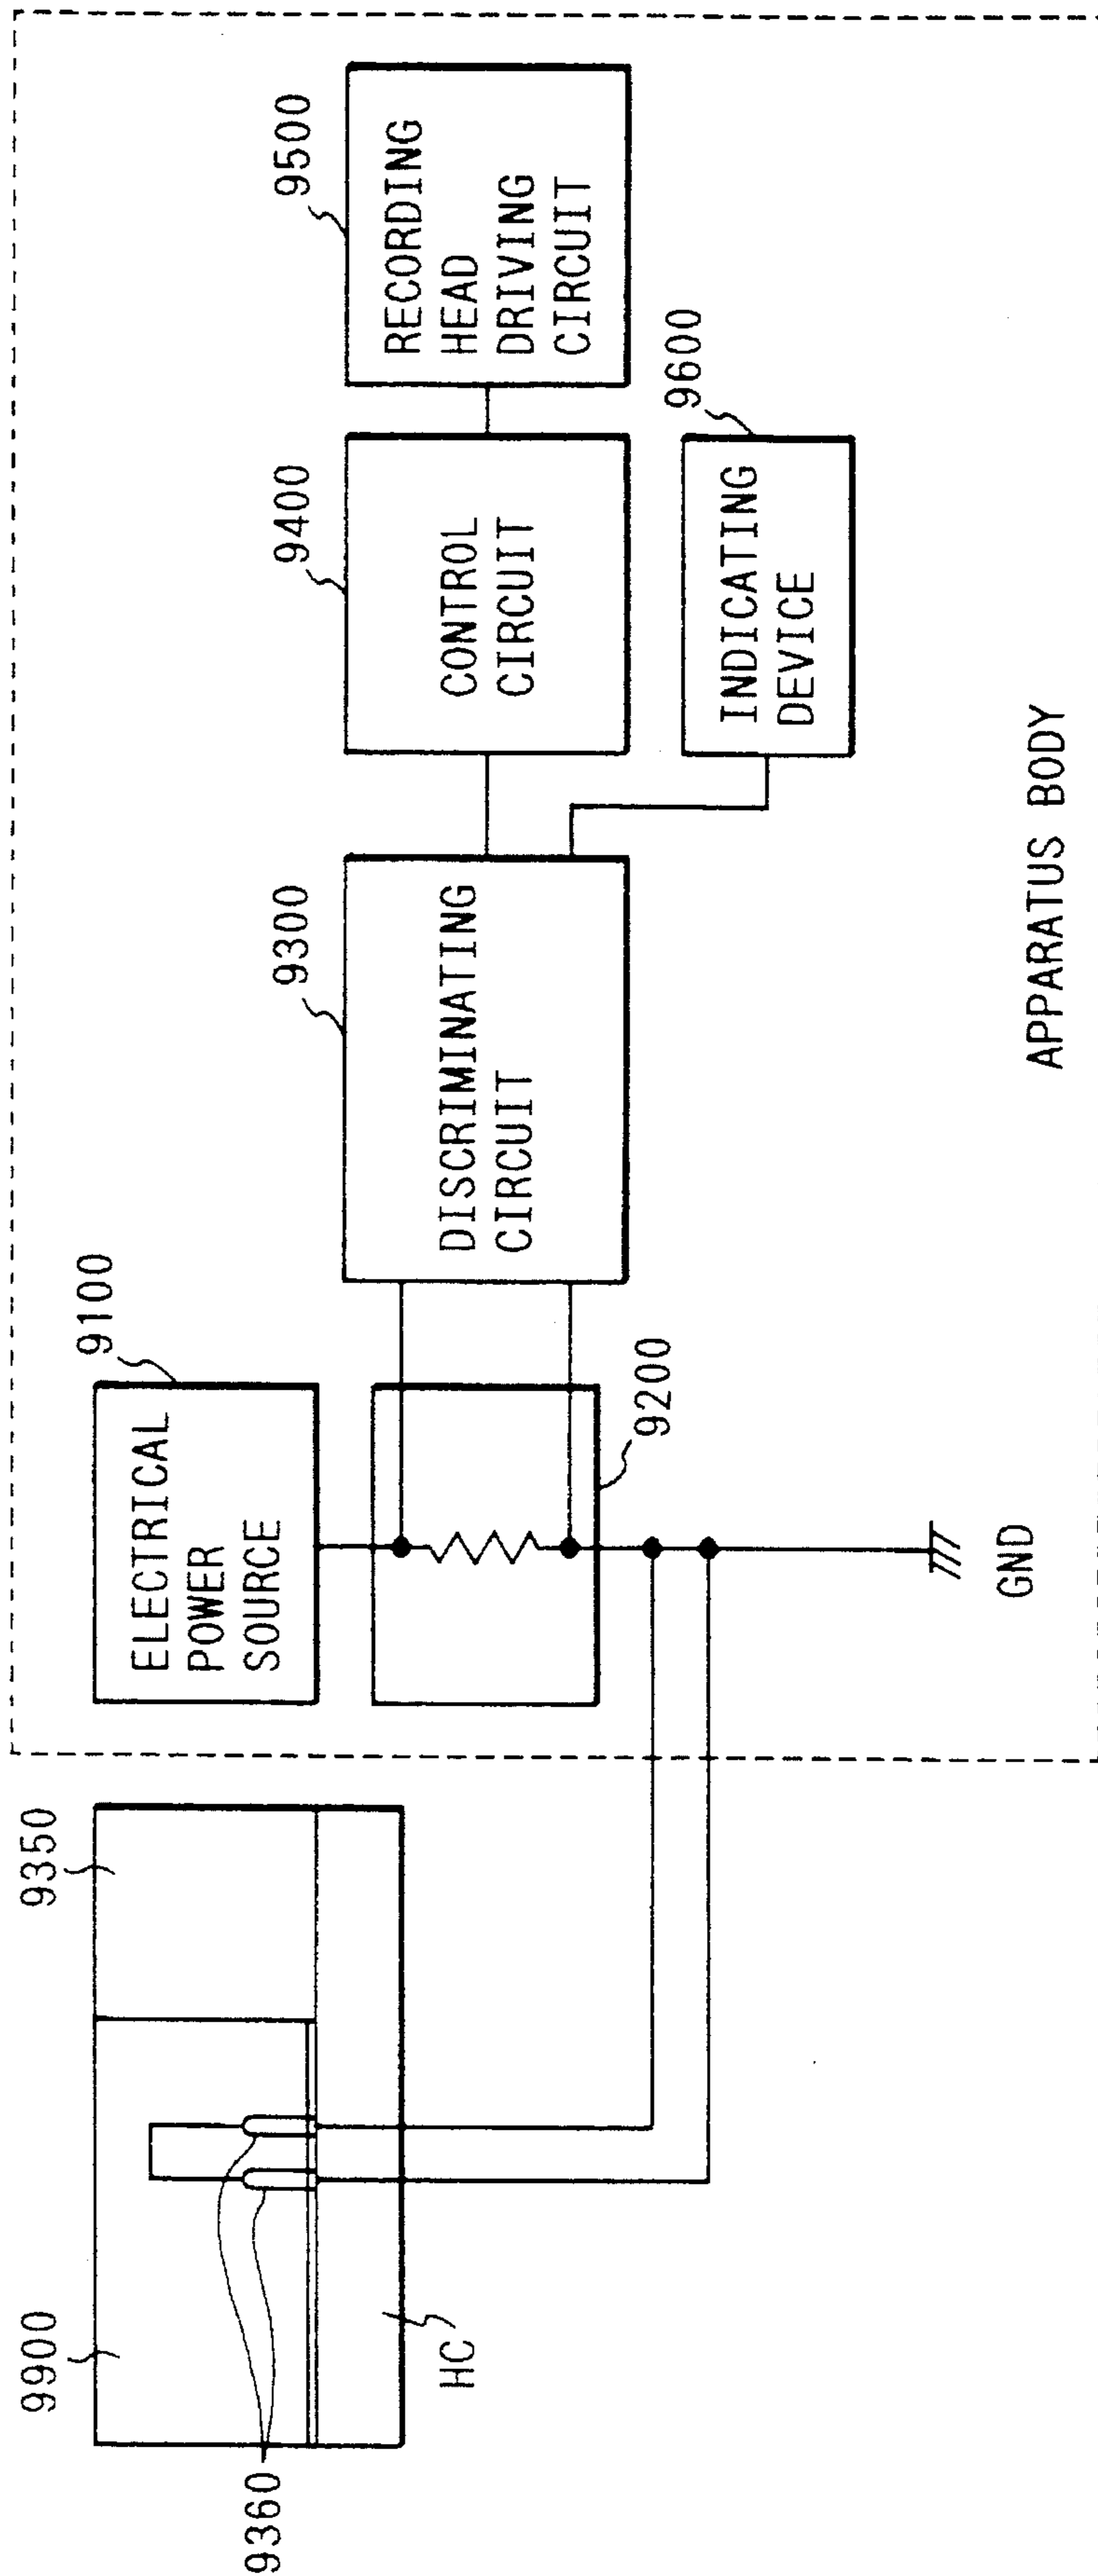 9900
9350
9360
HC
9100
ELECTRICAL
POWER
SOURCE
9200
GND
9300
DISCRIMINATING
CIRCUIT
9400
CONTROL
CIRCUIT
9500
RECORDING
HEAD
DRIVING
CIRCUIT
9600
INDICATING
DEVICE
APPARATUS BODY